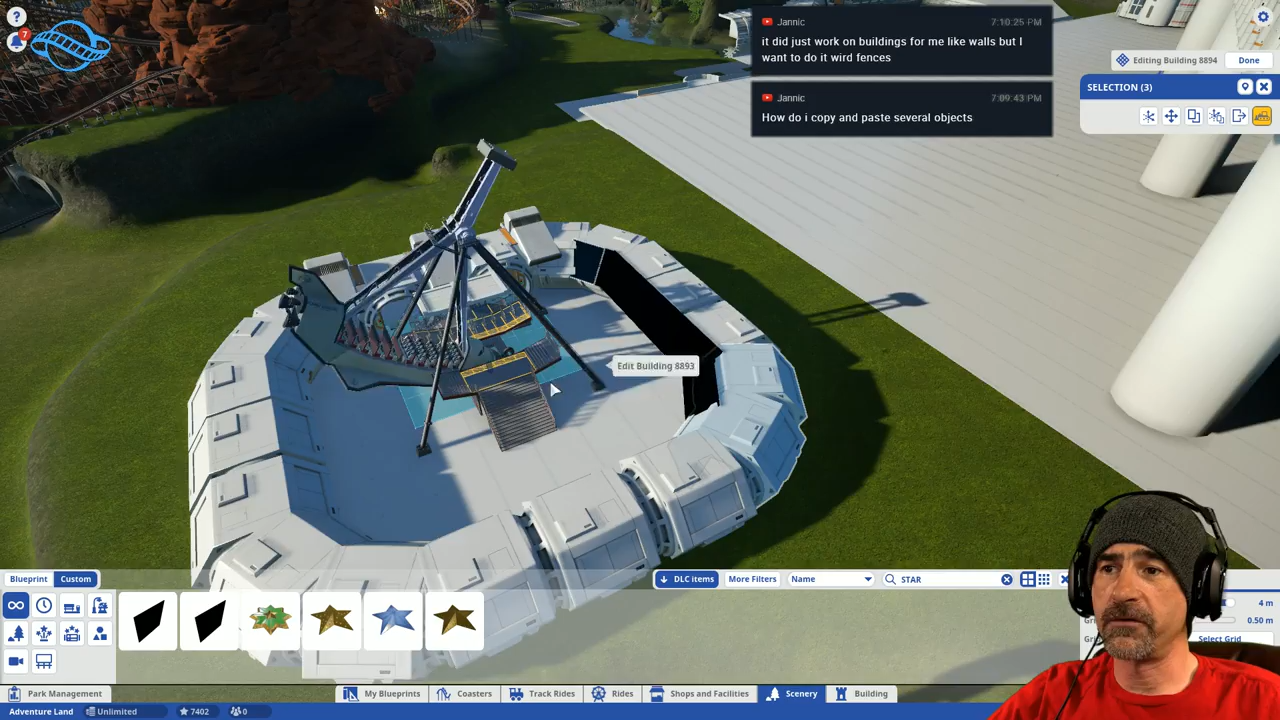 ?
7
Jannic 7:10:25 PM
it did just work on buildings for me like walls but I
want to do it wird fences
Jannic 7:09:43 PM
How do i copy and paste several objects
Editing Building 8894 Done
SELECTION (3)
Edit Building 8893
Blueprint Custom
DLC items More Filters Name STAR
4 m
0.50 m
Select Grid
Park Management My Blueprints Coasters Track Rides Rides Shops and Facilities Scenery Building
Adventure Land Unlimited 7402 0